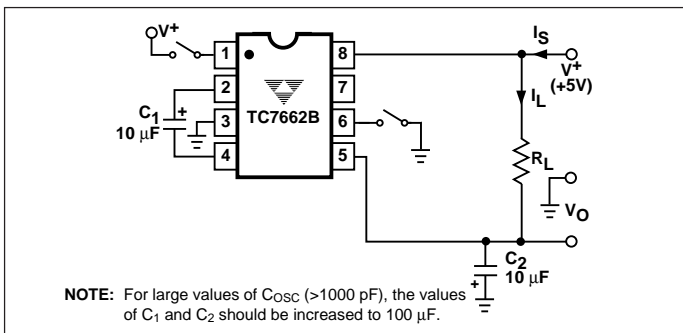 V+
1
2
3
4
8
7
6
5
TC7662B
C1
+
10 µF
IS
V+
(+5V)
IL
RL
VO
C2
10 µF
+
NOTE: For large values of COSC (>1000 pF), the values
of C1 and C2 should be increased to 100 µF.